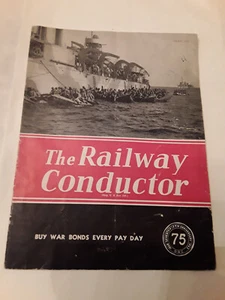 The Railway
Conductor
BUY WAR BONDS EVERY PAY DAY
75